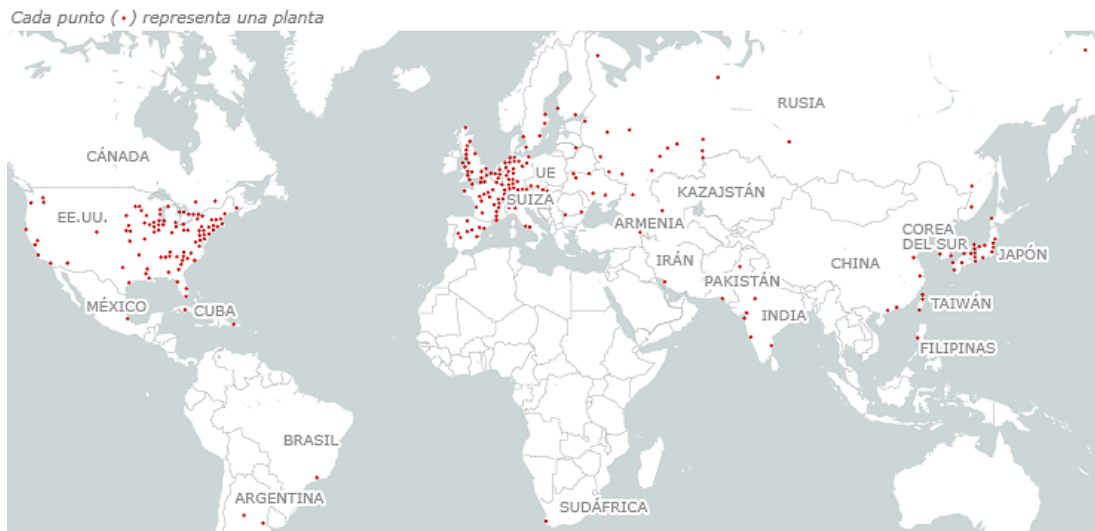 Cada punto ( ) representa una planta
RUSIA
CÁNADA
UE
EE.UU.
SUIZA
KAZAJSTÁN
ARMENIA
COREA
DEL SUR
JAPÓN
IRÁN
CHINA
PAKISTÁN
MÉXICO
CUBA
INDIA
TAIWÁN
FILIPINAS
BRASIL
ARGENTINA
SUDÁFRICA